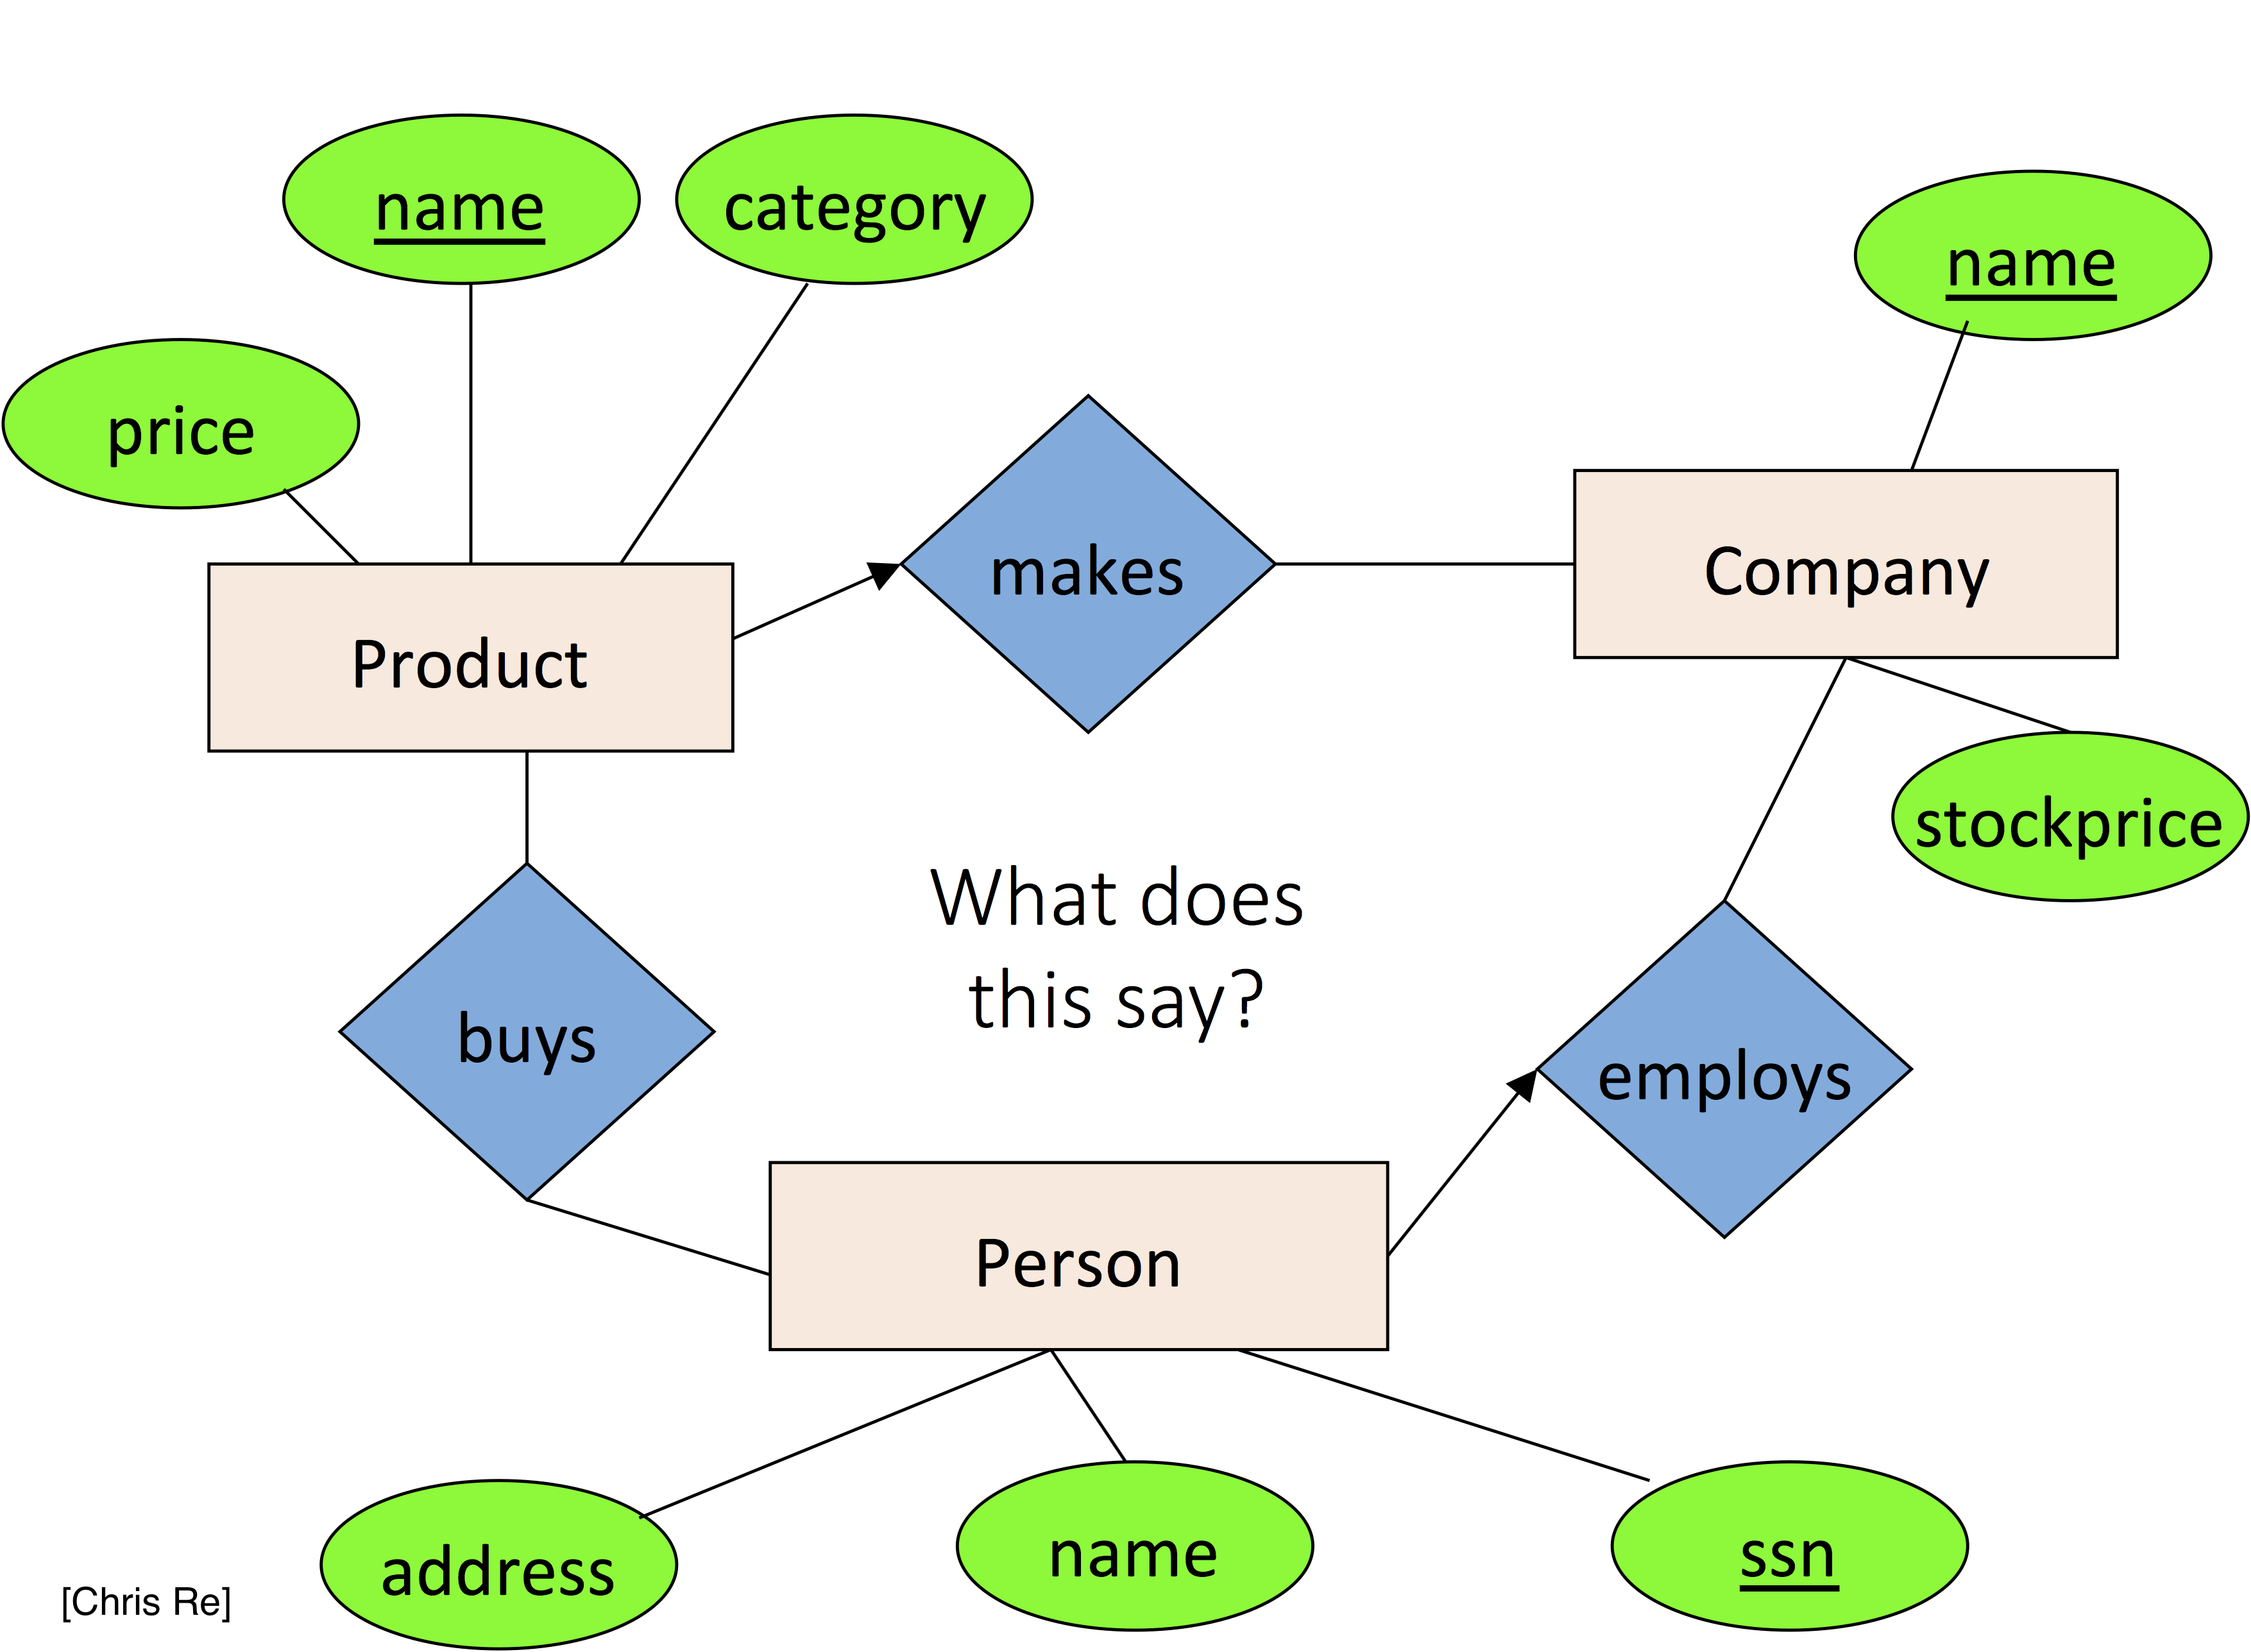 name
category
name
price
makes
Company
Product
stockprice
What does
this say?
buys
employs
Person
address
name
ssn
[Chris Re]